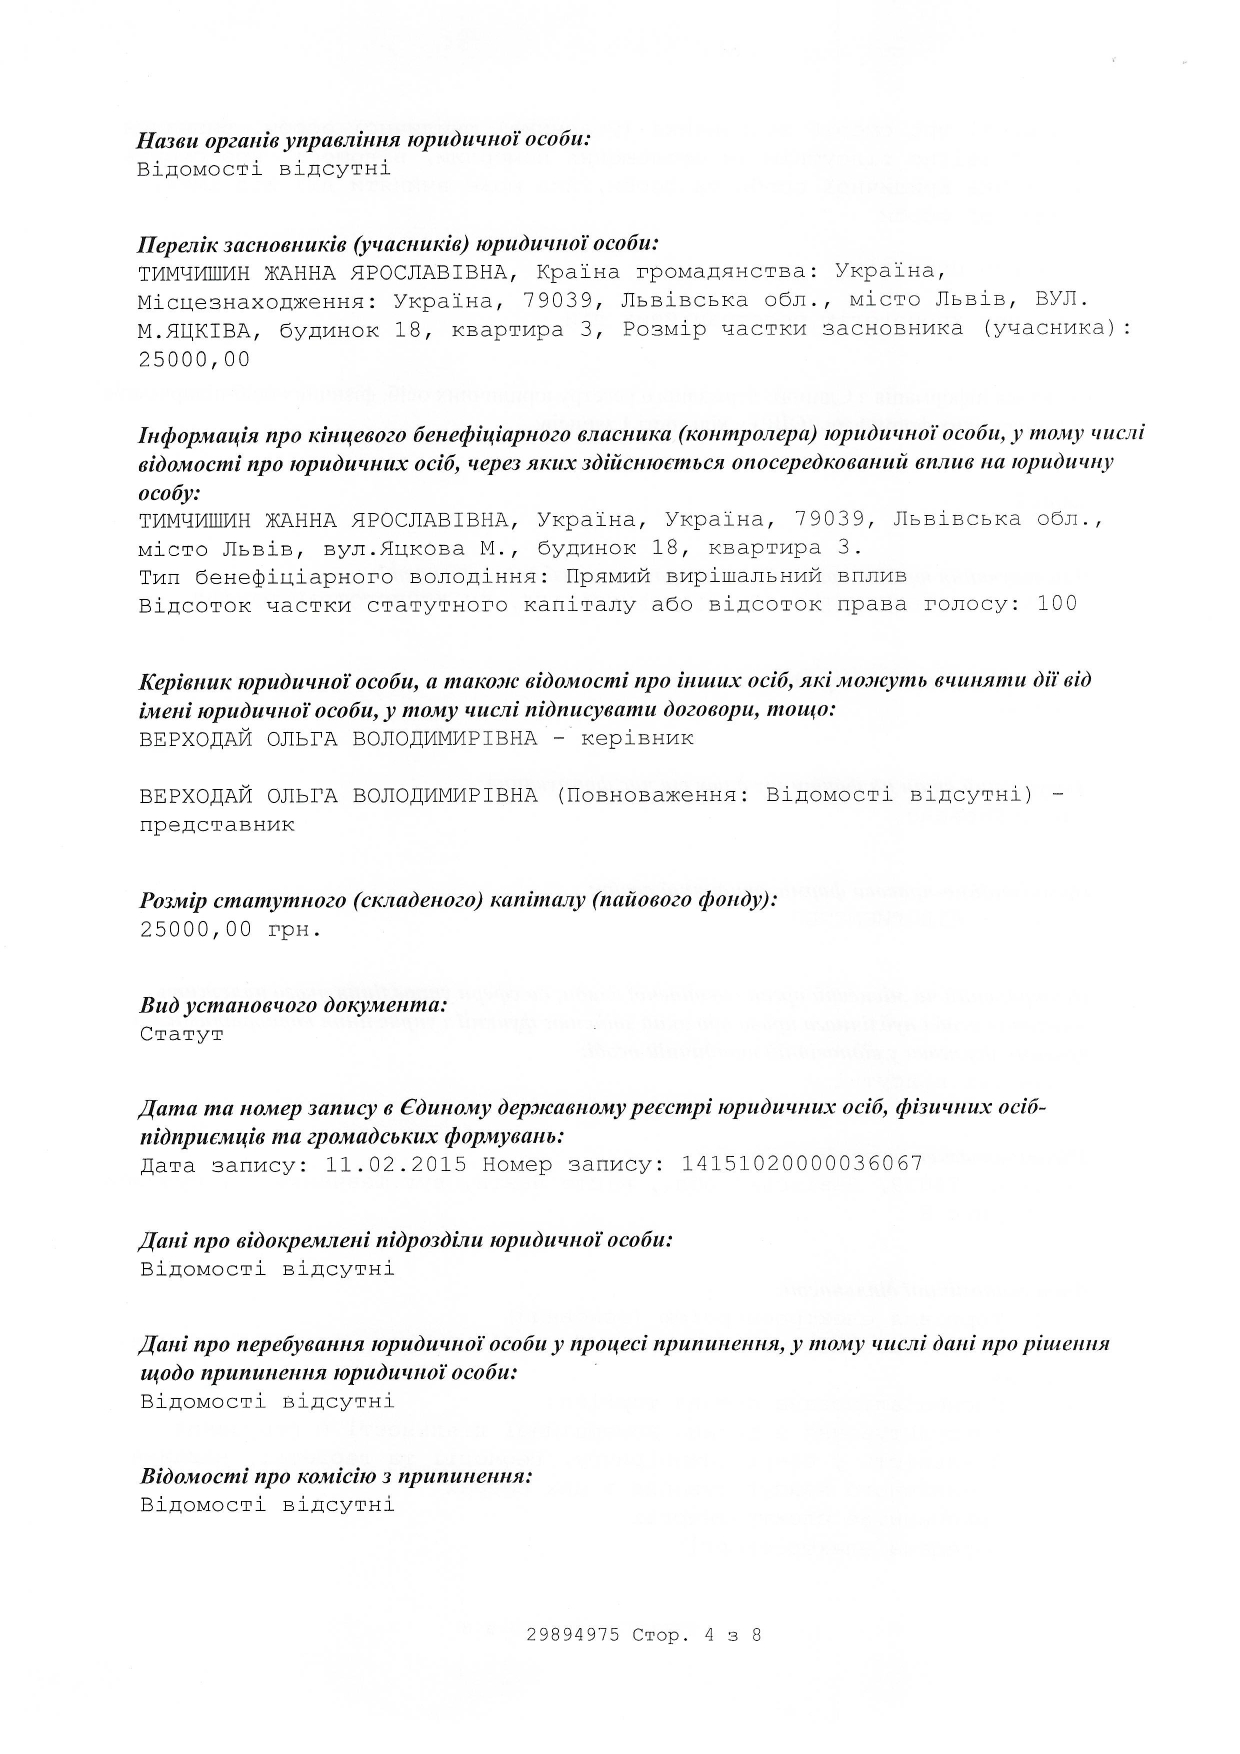 Назви органів управління юридичної особи:
Відомості відсутні
Перелік засновників (учасників) юридичної особи:
ТИМЧИШИН ЖАННА ЯРОСЛАВІВНА, Країна громадянства: Україна,
Місцезнаходження: Україна, 79039, Львівська обл., місто Львів, ВУЛ.
М.ЯЦКІВА, будинок 18, квартира 3, Розмір частки засновника (учасника):
25000,00
Інформація про кінцевого бенефіціарного власника (контролера) юридичної особи, у тому числі
відомості про юридичних осіб, через яких здійснюється опосередкований вплив на юридичну
особу:
ТИМЧИШИН ЖАННА ЯРОСЛАВІВНА, Україна, Україна, 79039, Львівська обл.,
місто Львів, вул.Яцкова М., будинок 18, квартира 3.
Тип бенефіціарного володіння: Прямий вирішальний вплив
Відсоток частки статутного капіталу або відсоток права голосу: 100
Керівник юридичної особи, а також відомості про інших осіб, які можуть вчиняти дії від
імені юридичної особи, у тому числі підписувати договори, тощо:
ВЕРХОДАЙ ОЛЬГА ВОЛОДИМИРІВНА - керівник
ВЕРХОДАЙ ОЛЬГА ВОЛОДИМИРІВНА (Повноваження: Відомості відсутні) -
представник
Розмір статутного (складеного) капіталу (пайового фонду):
25000,00 грн.
Вид установчого документа:
Статут
Дата та номер запису в Єдиному державному реєстрі юридичних осіб, фізичних осіб-
підприємців та громадських формувань:
Дата запису: 11.02.2015 Номер запису: 14151020000036067
Дані про відокремлені підрозділи юридичної особи:
Відомості відсутні
Дані про перебування юридичної особи у процесі припинення, у тому числі дані про рішення
щодо припинення юридичної особи:
Відомості відсутні
Відомості про комісію з припинення:
Відомості відсутні
29894975 Стор. 4 з 8